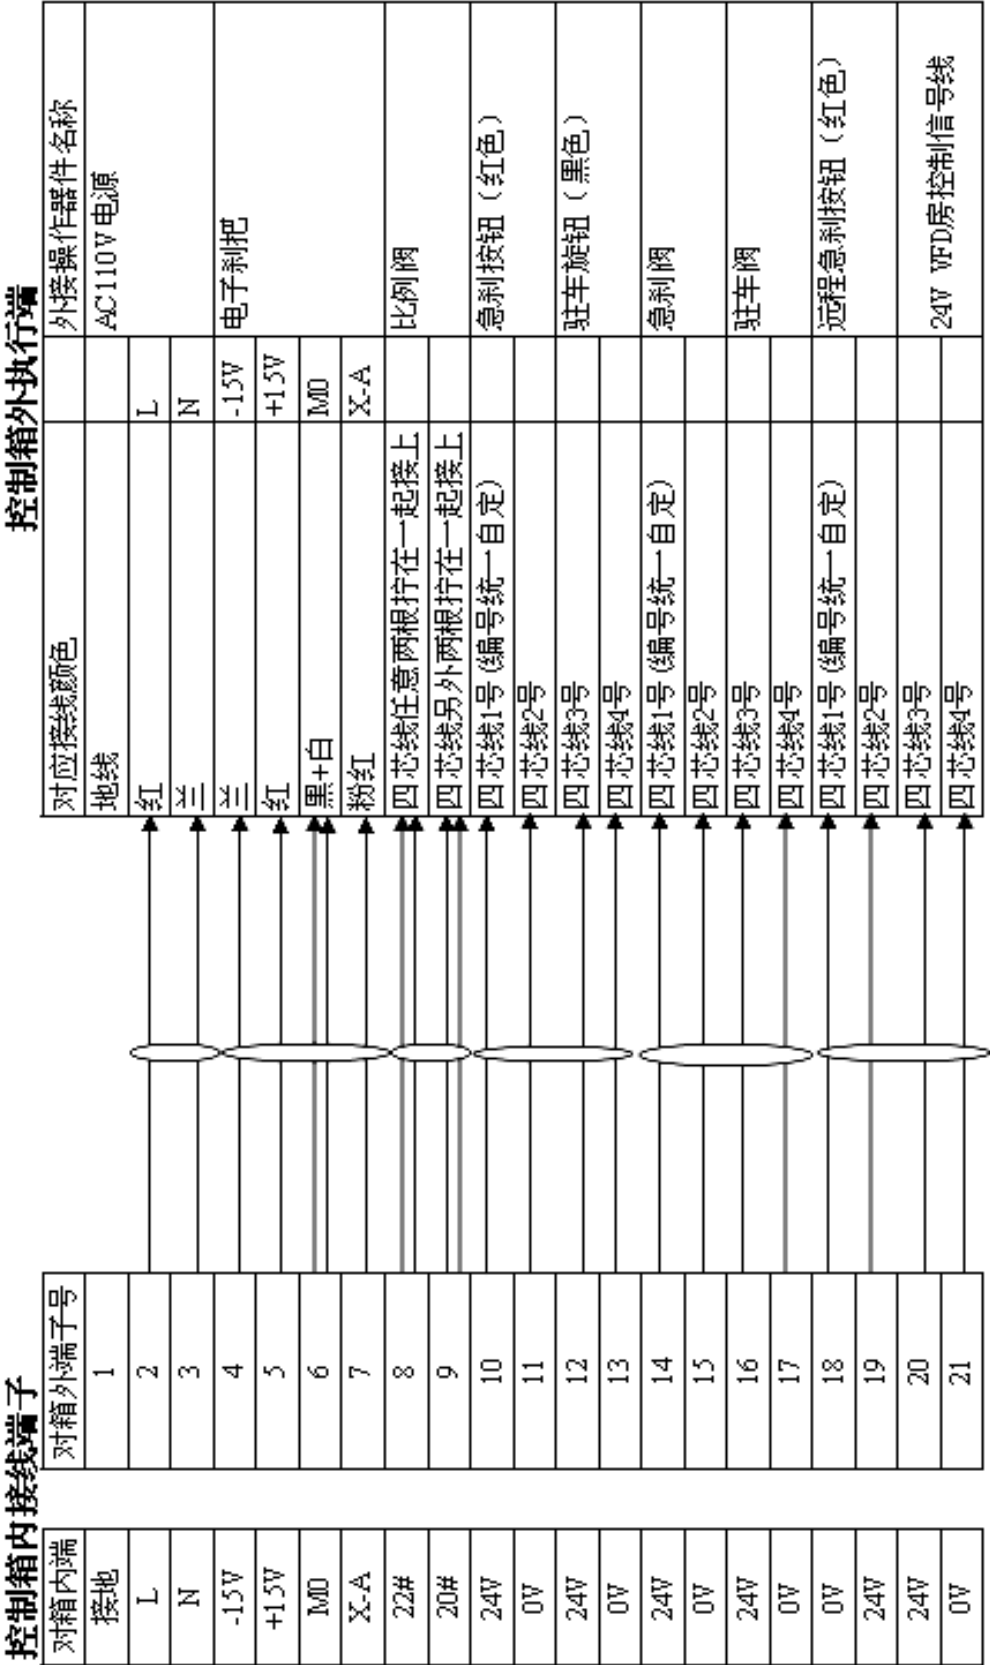 控制箱内接线端子 控制箱外执行端
对箱内端 对箱外端子号 对应接线颜色 外接操作器件名称
接地 1 地线 AC110V电源
L 2 红 L
N 3 兰 N
-15V 4 兰 -15V 电子刹把
+15V 5 红 +15V
M0 6 黑+白 M0
X-A 7 粉红 X-A
22# 8 四芯线任意两根拧在一起接上 比例阀
20# 9 四芯线另外两根拧在一起接上
24V 10 四芯线1号(编号统一自定) 急刹按钮（红色）
0V 11 四芯线2号
24V 12 四芯线3号 驻车旋钮（黑色）
0V 13 四芯线4号
24V 14 四芯线1号(编号统一自定) 急刹阀
0V 15 四芯线2号
24V 16 四芯线3号 驻车阀
0V 17 四芯线4号
0V 18 四芯线1号(编号统一自定) 远程急刹按钮（红色）
24V 19 四芯线2号
24V 20 四芯线3号 24V VFD房控制信号线
0V 21 四芯线4号